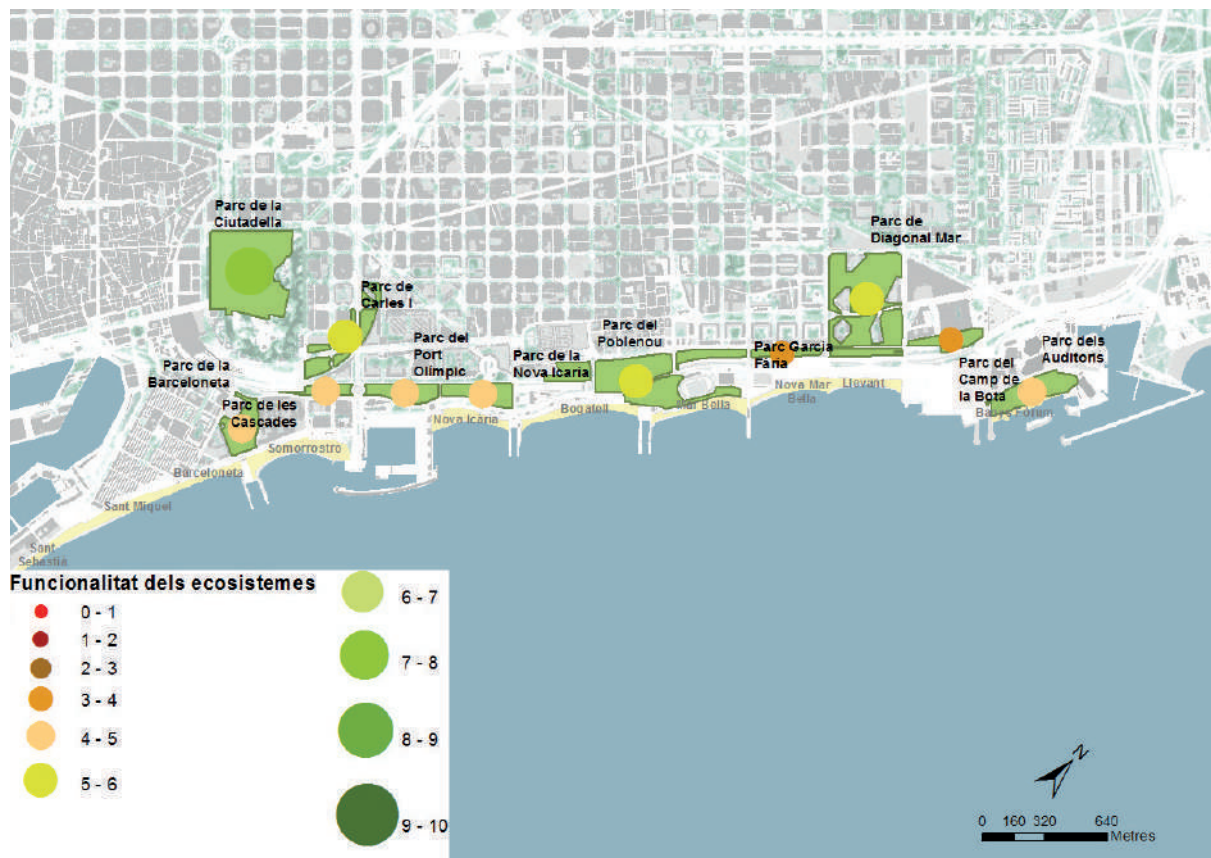 Parc de la
Ciutadella
Parc de
Diagonal Mar
Parc de
Carles I
Parc del
Port
Olímpic
Parc de la
Nova Icaria
Parc del
Poblenou
Parc Garcia
Fària
Parc dels
Auditoris
Parc del
Camp de
la Bota
Parc de la
Barceloneta
Parc de les
Cascades
Nova Icària
Bogatell
Mar Bella
Nova Mar
Bella
Llevant
Banys Fòrum
Somorrostro
Barceloneta
Sant Miquel
Sant
Sebastià
Funcionalitat dels ecosistemes
0 - 1
1 - 2
2 - 3
3 - 4
4 - 5
5 - 6
6 - 7
7 - 8
8 - 9
9 - 10
N
0 160 320 640
Metres